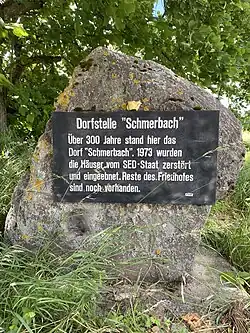 Dorfstelle "Schmerbach"
Über 300 Jahre stand hier das
Dorf "Schmerbach". 1973 wurden
die Häuser vom SED-Staat zerstört
und eingeebnet. Reste des Friedhofes
sind noch vorhanden.